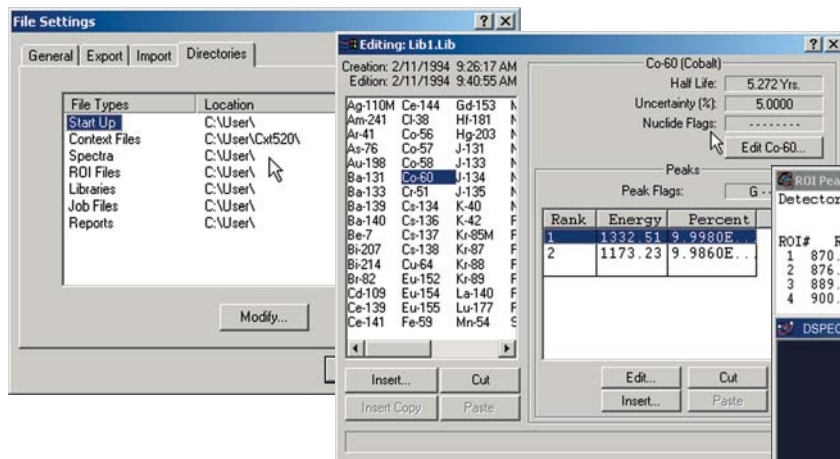 File Settings
General Export Import Directories
File Types Location
Start Up C:\User\
Context Files C:\User\Cxt520\
Spectra C:\User\
ROI Files C:\User\
Libraries C:\User\
Job Files C:\User\
Reports C:\User\
Modify...
Editing: Lib1.Lib
Creation: 2/11/1994 9:26:17 AM
Edition: 2/11/1994 9:40:55 AM
Ag-110M Ce-144 Gd-153
Am-241 Cl-38 Hf-181
Ar-41 Co-56 Hg-203
As-76 Co-57 J-131
Au-198 Co-58 J-133
Ba-131 Co-60 J-134
Ba-133 Cr-51 J-135
Ba-139 Cs-134 K-40
Ba-140 Cs-136 K-42
Be-7 Cs-137 Kr-85M
Bi-207 Cs-138 Kr-87
Bi-214 Cu-64 Kr-88
Br-82 Eu-152 Kr-89
Cd-109 Eu-154 La-140
Ce-139 Eu-155 Lu-177
Ce-141 Fe-59 Mn-54
Insert... Cut
Insert Copy Paste
Co-60 (Cobalt)
Half Life: 5.272 Yrs.
Uncertainty (%): 5.0000
Nuclide Flags: --------
Edit Co-60...
Peaks
Peak Flags: G--
Rank Energy Percent
1 1332.51 9.9980E...
2 1173.23 9.9860E...
Edit... Cut
Insert... Paste
ROI Pea
Detector
ROI# R
1 870.
2 876.
3 889.
4 900.
DSPEC